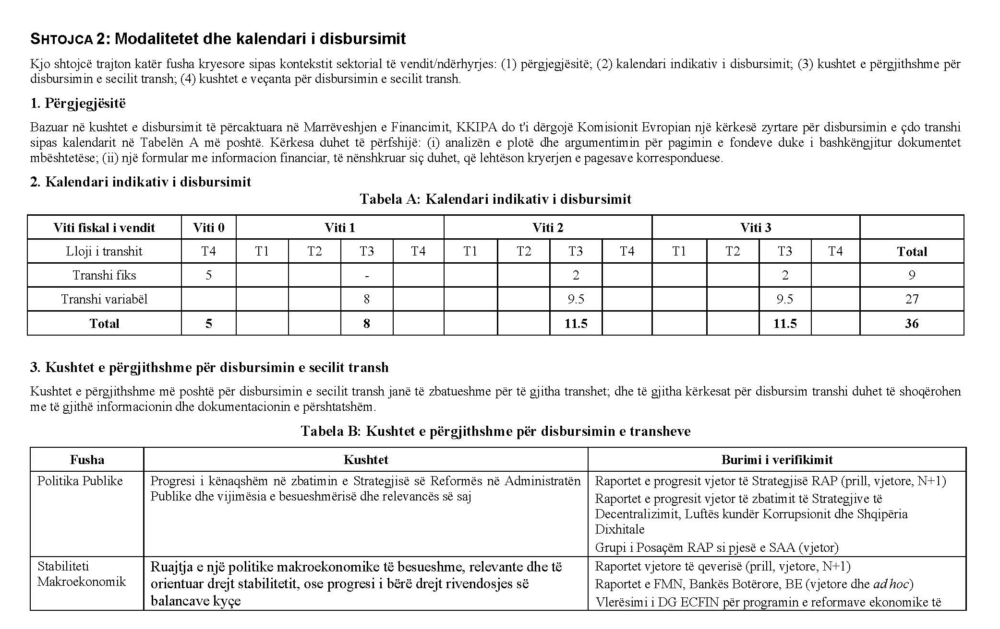 SHTOJCA 2: Modalitetet dhe kalendari i disbursimit
Kjo shtojcë trajton katër fusha kryesore sipas kontekstit sektorial të vendit/ndërhyrjes: (1) përgjegjësitë; (2) kalendari indikativ i disbursimit; (3) kushtet e përgjithshme për
disbursimin e secilit transh; (4) kushtet e veçanta për disbursimin e secilit transh.
1. Përgjegjësitë
Bazuar në kushtet e disbursimit të përcaktuara në Marrëveshjen e Financimit, KKIPA do t'i dërgojë Komisionit Evropian një kërkesë zyrtare për disbursimin e çdo transhi
sipas kalendarit në Tabelën A më poshtë. Kërkesa duhet të përfshijë: (i) analizën e plotë dhe argumentimin për pagimin e fondeve duke i bashkëngjitur dokumentet
mbështetëse; (ii) një formular me informacion financiar, të nënshkruar siç duhet, që lehtëson kryerjen e pagesave korresponduese.
2. Kalendari indikativ i disbursimit
Tabela A: Kalendari indikativ i disbursimit
Viti fiskal i vendit Viti 0 Viti 1 Viti 2 Viti 3
Lloji i transhit T4 T1 T2 T3 T4 T1 T2 T3 T4 T1 T2 T3 T4 Total
Transhi fiks 5 - 2 2 9
Transhi variabël 8 9.5 9.5 27
Total 5 8 11.5 11.5 36
3. Kushtet e përgjithshme për disbursimin e secilit transh
Kushtet e përgjithshme më poshtë për disbursimin e secilit transh janë të zbatueshme për të gjitha transhet; dhe të gjitha kërkesat për disbursim transhi duhet të shoqërohen
me të gjithë informacionin dhe dokumentacionin e përshtatshëm.
Tabela B: Kushtet e përgjithshme për disbursimin e transheve
Fusha Kushtet Burimi i verifikimit
Politika Publike
Progresi i kënaqshëm në zbatimin e Strategjisë së Reformës në Administratën
Publike dhe vijimësia e besueshmërisë dhe relevancës së saj
Raportet e progresit vjetor të Strategjisë RAP (prill, vjetore, N+1)
Raportet e progresit vjetor të zbatimit të Strategjive të
Decentralizimit, Luftës kundër Korrupsionit dhe Shqipëria
Dixhitale
Grupi i Posaçëm RAP si pjesë e SAA (vjetor)
Stabiliteti
Makroekonomik
Ruajtja e një politike makroekonomike të besueshme, relevante dhe të
orientuar drejt stabilitetit, ose progresi i bërë drejt rivendosjes së
balancave kyçe
Raportet vjetore të qeverisë (prill, vjetore, N+1)
Raportet e FMN, Bankës Botërore, BE (vjetore dhe ad hoc)
Vlerësimi i DG ECFIN për programin e reformave ekonomike të